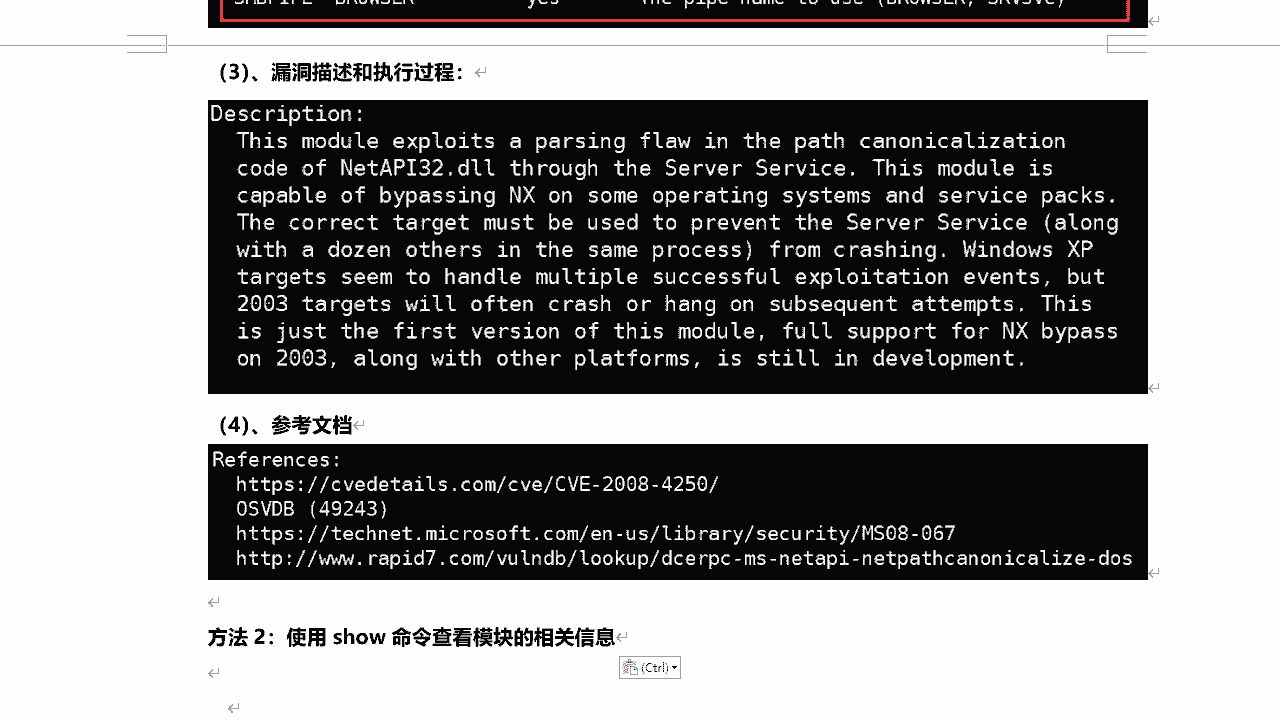 SMBPIPE BROWSER yes The pipe name to use (BROWSER, SRVSVC)
(3)、漏洞描述和执行过程：
Description:
This module exploits a parsing flaw in the path canonicalization
code of NetAPI32.dll through the Server Service. This module is
capable of bypassing NX on some operating systems and service packs.
The correct target must be used to prevent the Server Service (along
with a dozen others in the same process) from crashing. Windows XP
targets seem to handle multiple successful exploitation events, but
2003 targets will often crash or hang on subsequent attempts. This
is just the first version of this module, full support for NX bypass
on 2003, along with other platforms, is still in development.
(4)、参考文档
References:
https://cvedetails.com/cve/CVE-2008-4250/
OSVDB (49243)
https://technet.microsoft.com/en-us/library/security/MS08-067
http://www.rapid7.com/vulndb/lookup/dcerpc-ms-netapi-netpathcanonicalize-dos
方法 2：使用 show 命令查看模块的相关信息
(Ctrl)